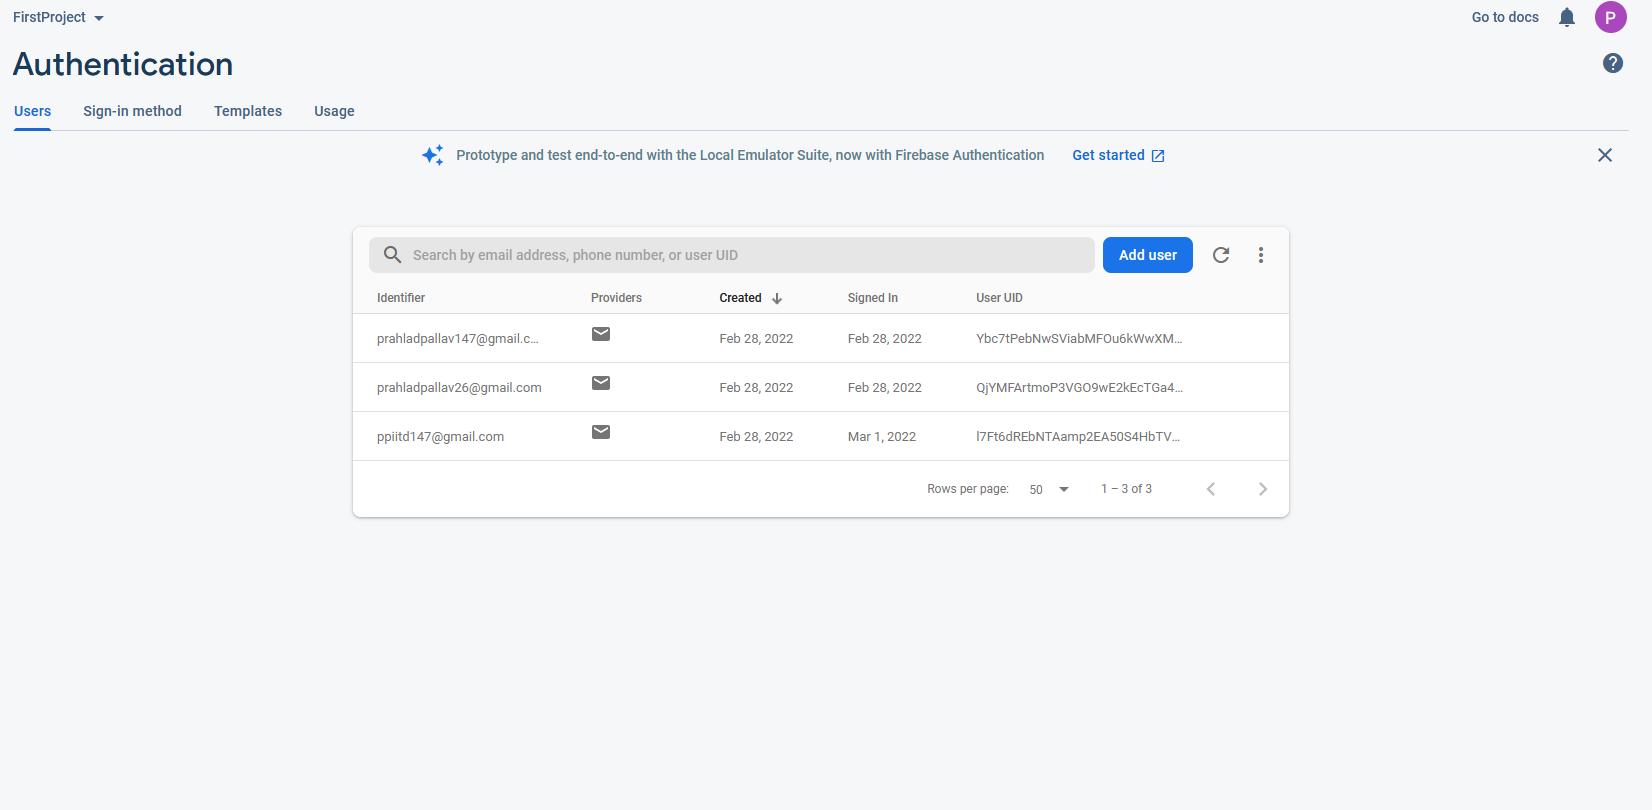 FirstProject Go to docs P
Authentication
Users Sign-in method Templates Usage
Prototype and test end-to-end with the Local Emulator Suite, now with Firebase Authentication Get started
Search by email address, phone number, or user UID Add user
Identifier Providers Created Signed In User UID
prahladpallav147@gmail.c... Feb 28, 2022 Feb 28, 2022 Ybc7tPebNwSViabMFOu6kWwXM...
prahladpallav26@gmail.com Feb 28, 2022 Feb 28, 2022 QjYMFArtmoP3VGO9wE2kEcTGa4...
ppiitd147@gmail.com Feb 28, 2022 Mar 1, 2022 l7Ft6dREbNTAamp2EA50S4HbTV...
Rows per page: 50 1 – 3 of 3